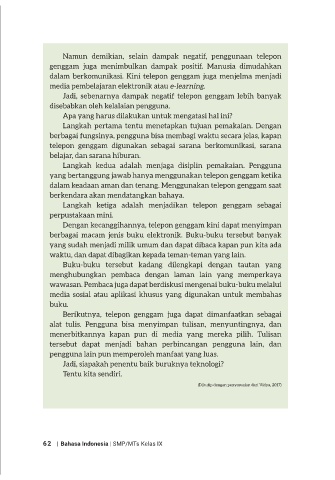 Namun demikian, selain dampak negatif, penggunaan telepon
genggam juga menimbulkan dampak positif. Manusia dimudahkan
dalam berkomunikasi. Kini telepon genggam juga menjelma menjadi
media pembelajaran elektronik atau e-learning.
Jadi, sebenarnya dampak negatif telepon genggam lebih banyak
disebabkan oleh kelalaian pengguna.
Apa yang harus dilakukan untuk mengatasi hal ini?
Langkah pertama tentu menetapkan tujuan pemakaian. Dengan
berbagai fungsinya, pengguna bisa membagi waktu secara jelas, kapan
telepon genggam digunakan sebagai sarana berkomunikasi, sarana
belajar, dan sarana hiburan.
Langkah kedua adalah menjaga disiplin pemakaian. Pengguna
yang bertanggung jawab hanya menggunakan telepon genggam ketika
dalam keadaan aman dan tenang. Menggunakan telepon genggam saat
berkendara akan mendatangkan bahaya.
Langkah ketiga adalah menjadikan telepon genggam sebagai
perpustakaan mini.
Dengan kecanggihannya, telepon genggam kini dapat menyimpan
berbagai macam jenis buku elektronik. Buku-buku tersebut banyak
yang sudah menjadi milik umum dan dapat dibaca kapan pun kita ada
waktu, dan dapat dibagikan kepada teman-teman yang lain.
Buku-buku tersebut kadang dilengkapi dengan tautan yang
menghubungkan pembaca dengan laman lain yang memperkaya
wawasan. Pembaca juga dapat berdiskusi mengenai buku-buku melalui
media sosial atau aplikasi khusus yang digunakan untuk membahas
buku.
Berikutnya, telepon genggam juga dapat dimanfaatkan sebagai
alat tulis. Pengguna bisa menyimpan tulisan, menyuntingnya, dan
menerbitkannya kapan pun di media yang mereka pilih. Tulisan
tersebut dapat menjadi bahan perbincangan pengguna lain, dan
pengguna lain pun memperoleh manfaat yang luas.
Jadi, siapakah penentu baik buruknya teknologi?
Tentu kita sendiri.
(Dikutip dengan penyesuaian dari Wijya, 2017)
62 | Bahasa Indonesia | SMP/MTs Kelas IX